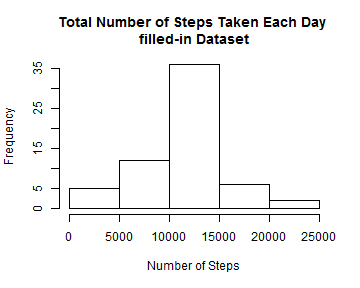 Total Number of Steps Taken Each Day
filled-in Dataset
Frequency
35
25
15
5
0
0 5000 10000 15000 20000 25000
Number of Steps